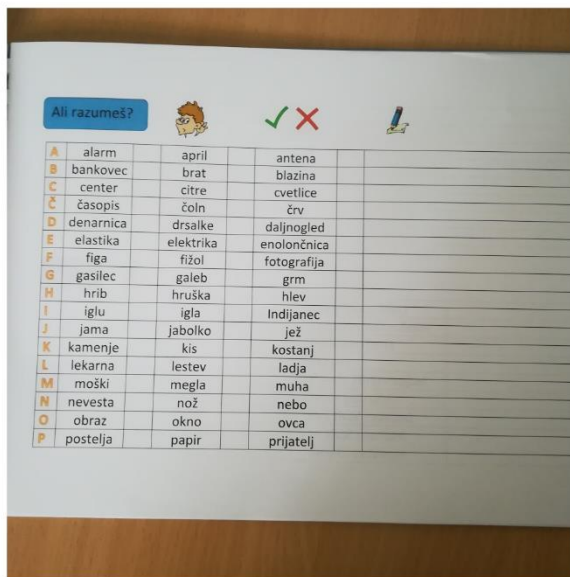 Ali razumeš?
A alarm april antena
B bankovec brat blazina
C center citre cvetlice
Č časopis čoln črv
D denarnica drsalke daljnogled
E elastika elektrika enolončnica
F figa fižol fotografija
G gasilec galeb grm
H hrib hruška hlev
I iglu igla Indijanec
J jama jabolko jež
K kamenje kis kostanj
L lekarna lestev ladja
M moški megla muha
N nevesta nož nebo
O obraz okno ovca
P postelja papir prijatelj